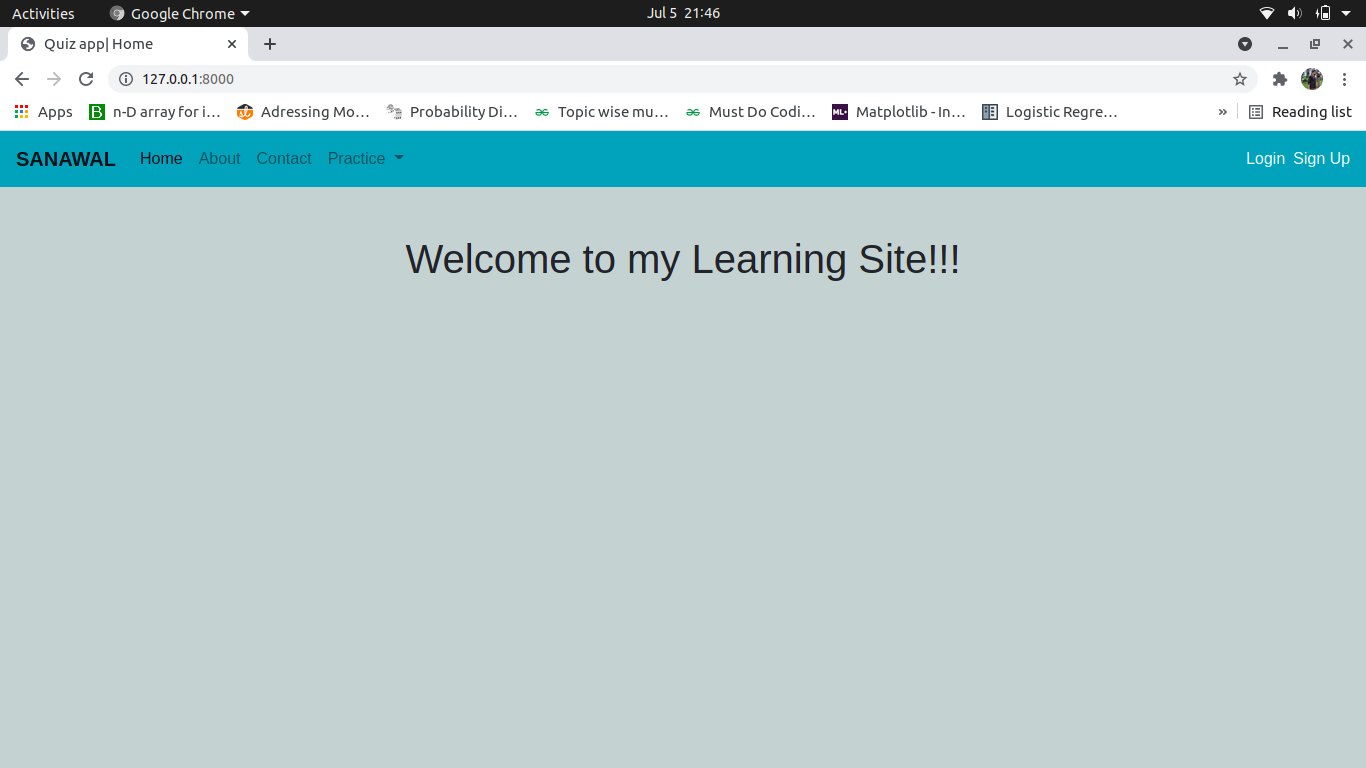 Activities Google Chrome Jul 5 21:46
Quiz app| Home
127.0.0.1:8000
Apps n-D array for i… Adressing Mo… Probability Di… Topic wise mu… Must Do Codi… ML+ Matplotlib - In… Logistic Regre… » Reading list
SANAWAL Home About Contact Practice Login Sign Up
Welcome to my Learning Site!!!